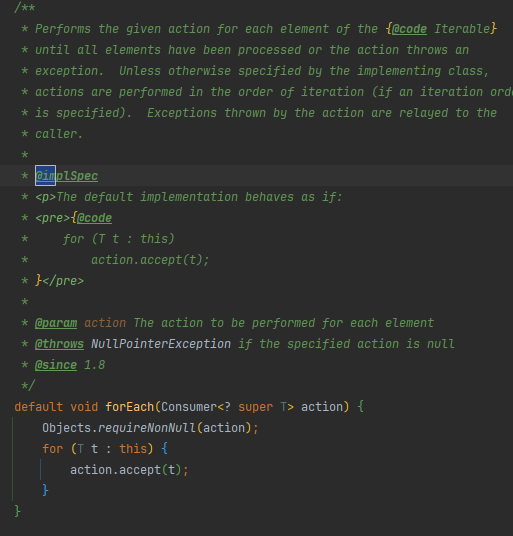 /**
 * Performs the given action for each element of the {@code Iterable}
 * until all elements have been processed or the action throws an
 * exception.  Unless otherwise specified by the implementing class,
 * actions are performed in the order of iteration (if an iteration orde
 * is specified).  Exceptions thrown by the action are relayed to the
 * caller.
 *
 * @implSpec
 * <p>The default implementation behaves as if:
 * <pre>{@code
 *     for (T t : this)
 *         action.accept(t);
 * }</pre>
 *
 * @param action The action to be performed for each element
 * @throws NullPointerException if the specified action is null
 * @since 1.8
 */
default void forEach(Consumer<? super T> action) {
    Objects.requireNonNull(action);
    for (T t : this) {
        action.accept(t);
    }
}